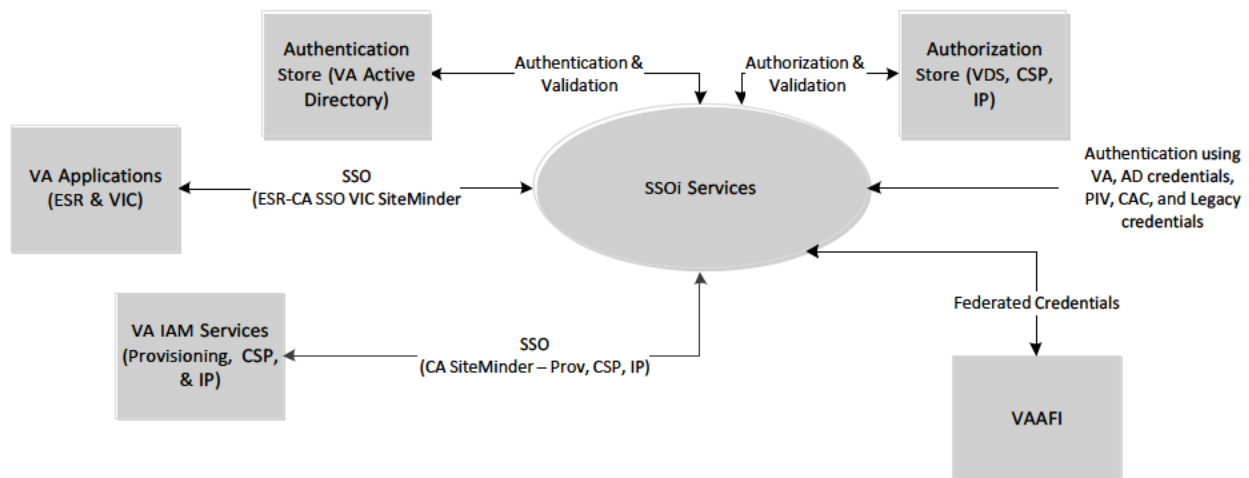 Authentication
Store (VA Active
Directory)
Authentication &
Validation
Authorization &
Validation
Authorization
Store (VDS, CSP,
IP)
VA Applications
(ESR & VIC)
SSO
(ESR-CA SSO VIC SiteMinder
SSOi Services
Authentication using
VA, AD credentials,
PIV, CAC, and Legacy
credentials
VA IAM Services
(Provisioning, CSP,
& IP)
SSO
(CA SiteMinder – Prov, CSP, IP)
Federated Credentials
VAAFI